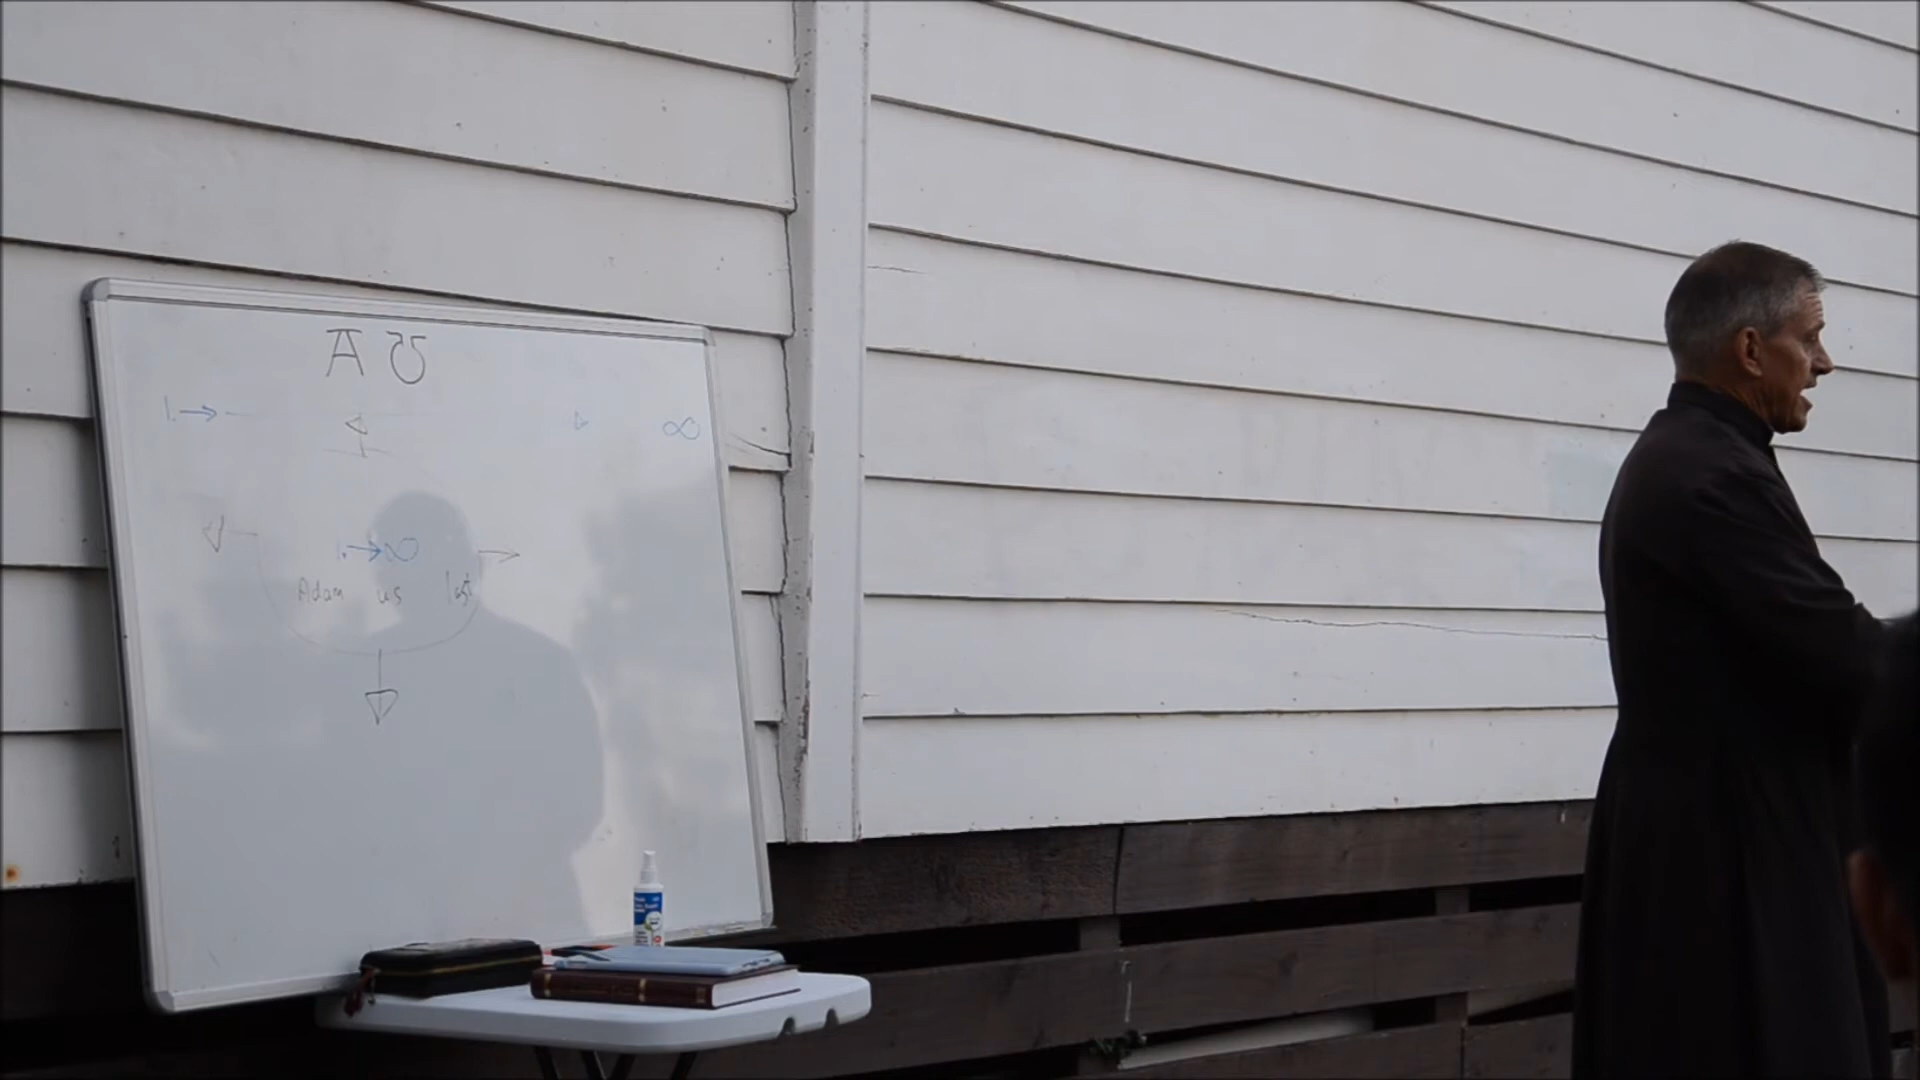 A Ʊ
1. → ∞
1. → ∞
Adam us last